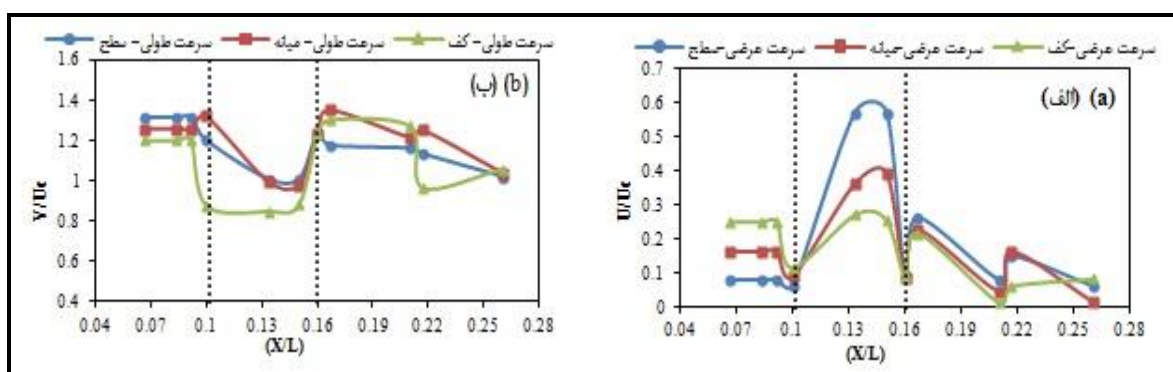 سرعت عرضی-سطح سرعت عرضی-میانه سرعت عرضی-کف
(a) (الف)
0.7
0.6
0.5
0.4
0.3
0.2
0.1
0
U/Uc
0.04 0.07 0.1 0.13 0.16 0.19 0.22 0.25 0.28
(X/L)
سرعت طولی- سطح سرعت طولی- میانه سرعت طولی- کف
(b) (ب)
1.6
1.4
1.2
1
0.8
0.6
0.4
V/Uc
0.04 0.07 0.1 0.13 0.16 0.19 0.22 0.25 0.28
(X/L)